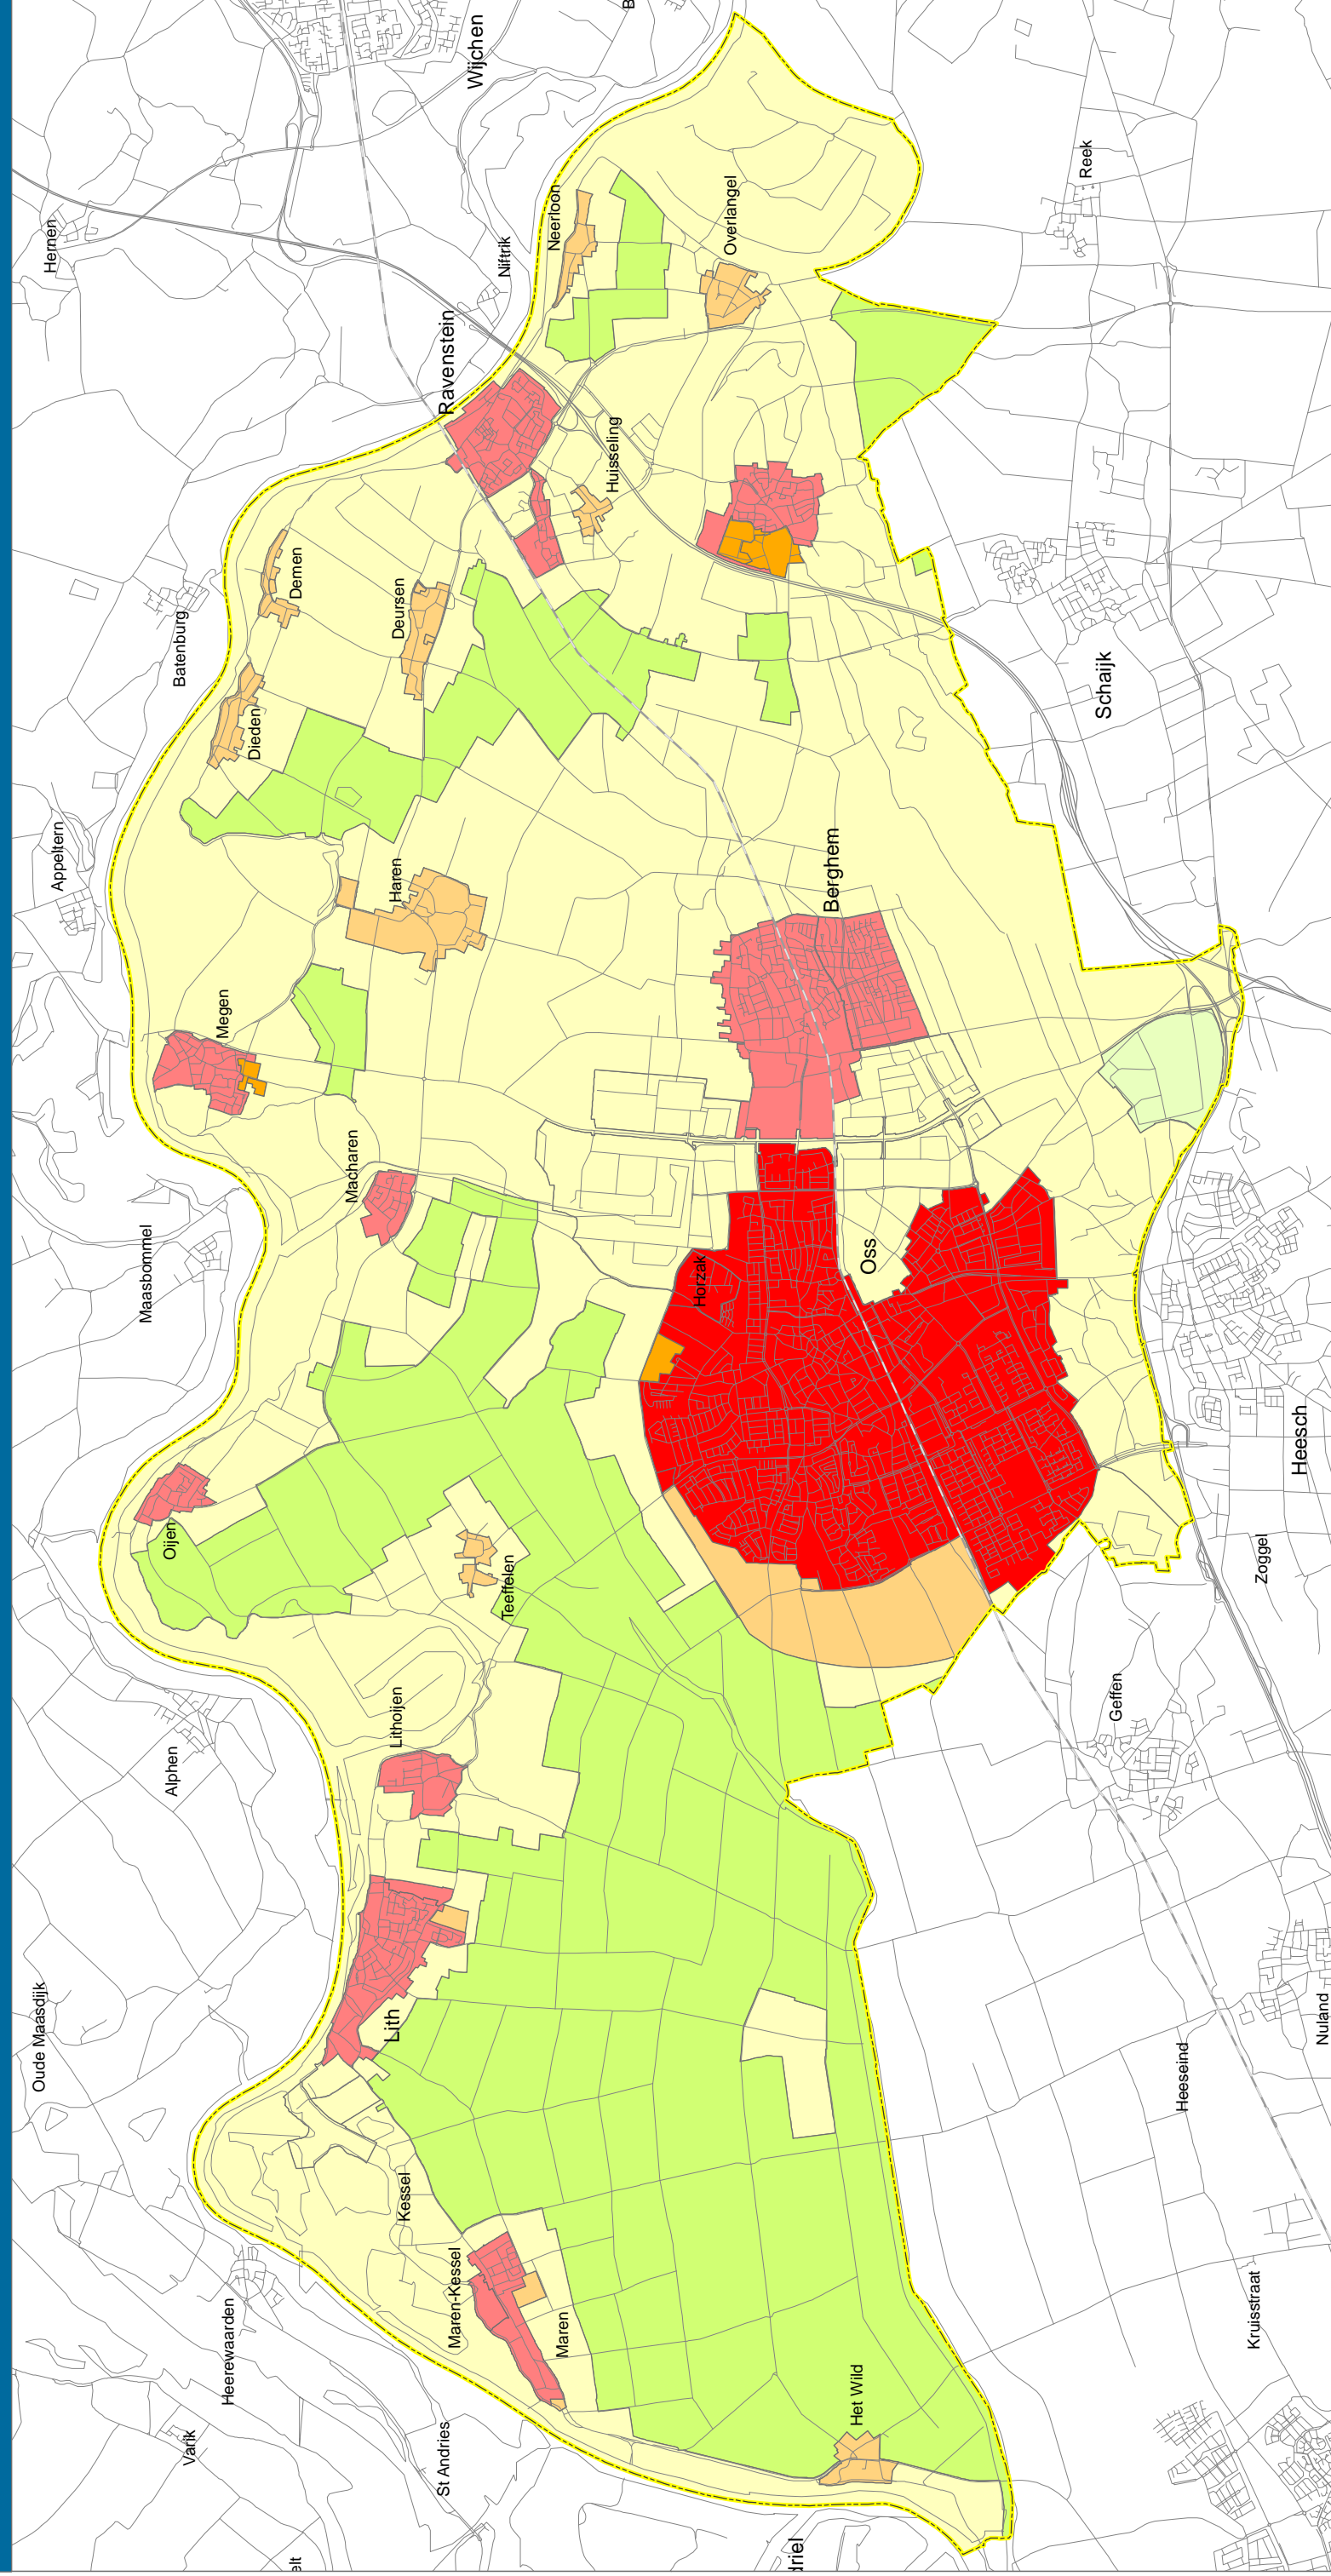 Oude Maasdijk
Alphen
Appeltern
Hernen
Varik
Heerewaarden
Maasbommel
Batenburg
Wijchen
St Andries
Oijen
Megen
Dieden
Demen
Niftrik
Maren-Kessel
Kessel
Lith
Lithoijen
Macharen
Haren
Deursen
Ravenstein
Neerloon
Maren
Teeffelen
Huisseling
Overlangel
Het Wild
Horzak
Oss
Berghem
Schaijk
Reek
Geffen
Kruisstraat
Heeseind
Nuland
Zoggel
Heesch